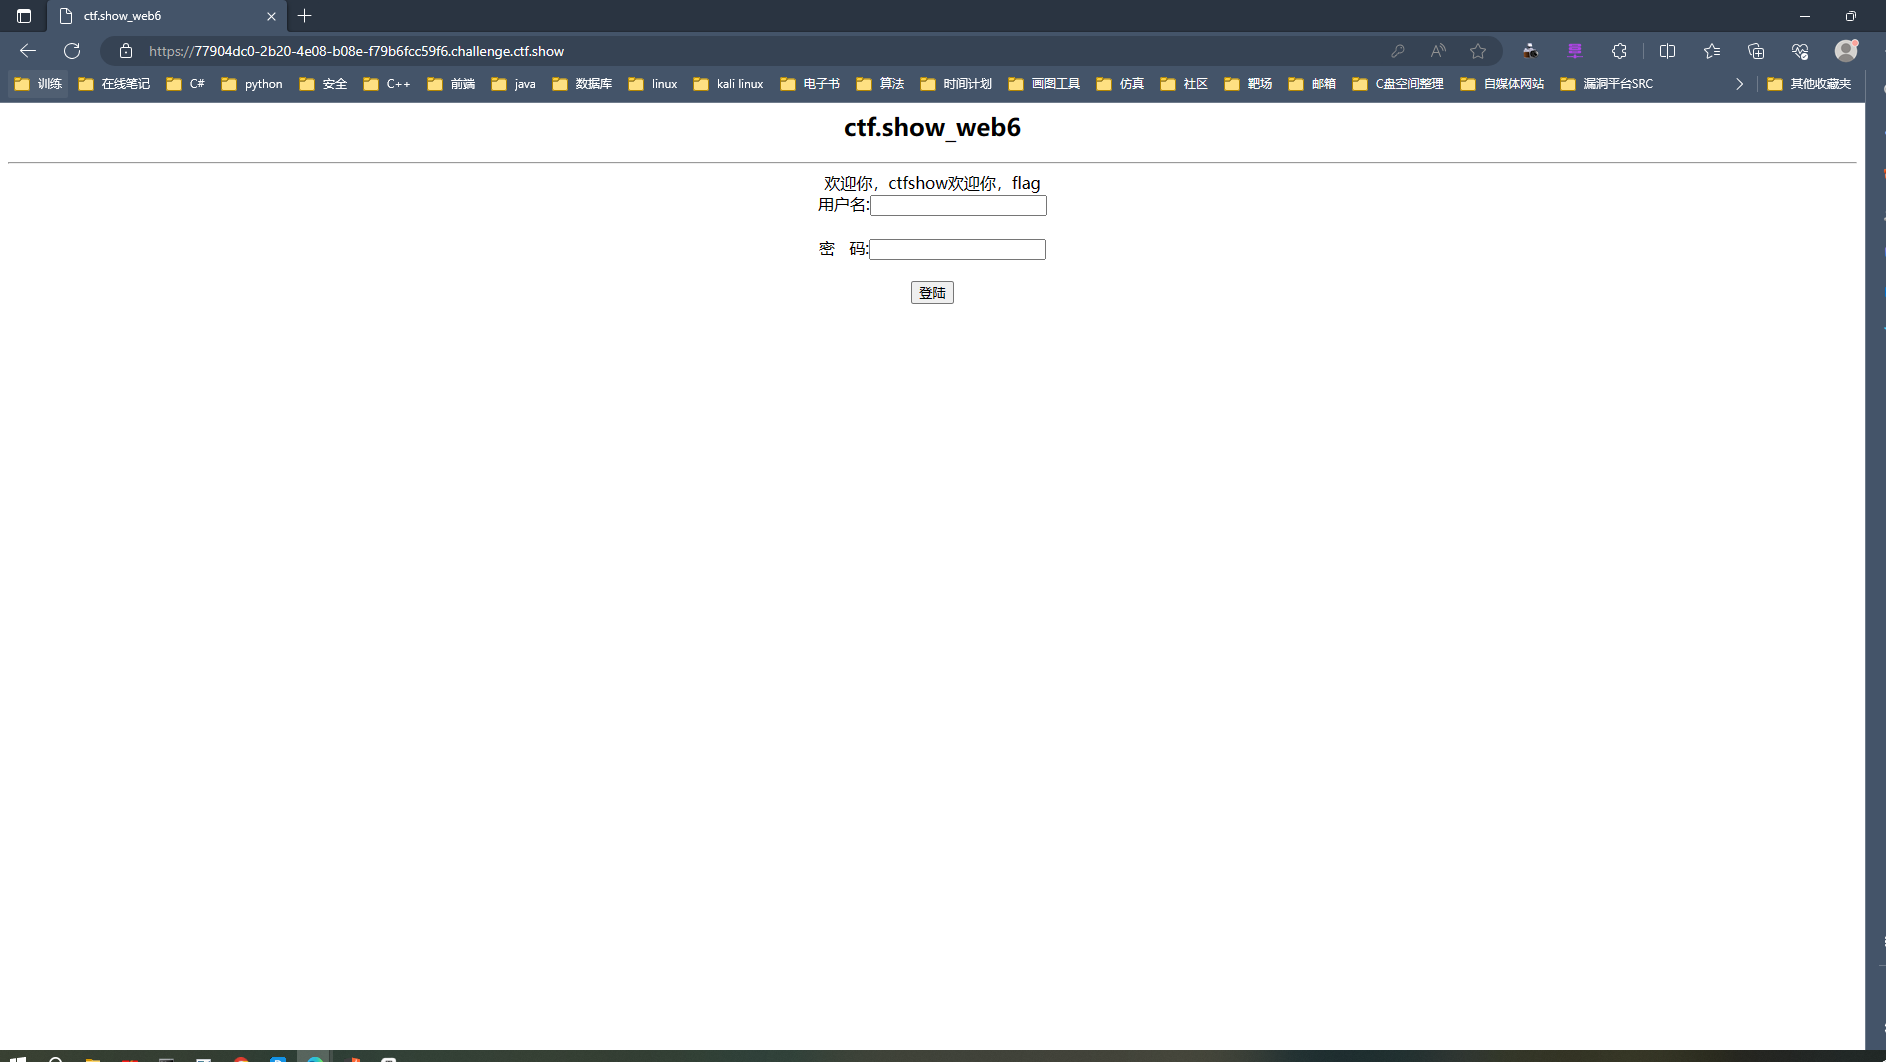 ctf.show_web6
https://77904dc0-2b20-4e08-b08e-f79b6fcc59f6.challenge.ctf.show
训练 在线笔记 C# python 安全 C++ 前端 java 数据库 linux kali linux 电子书 算法 时间计划 画图工具 仿真 社区 靶场 邮箱 C盘空间整理 自媒体网站 漏洞平台SRC 其他收藏夹
ctf.show_web6
欢迎你，ctfshow欢迎你，flag
用户名:
密 码:
登陆